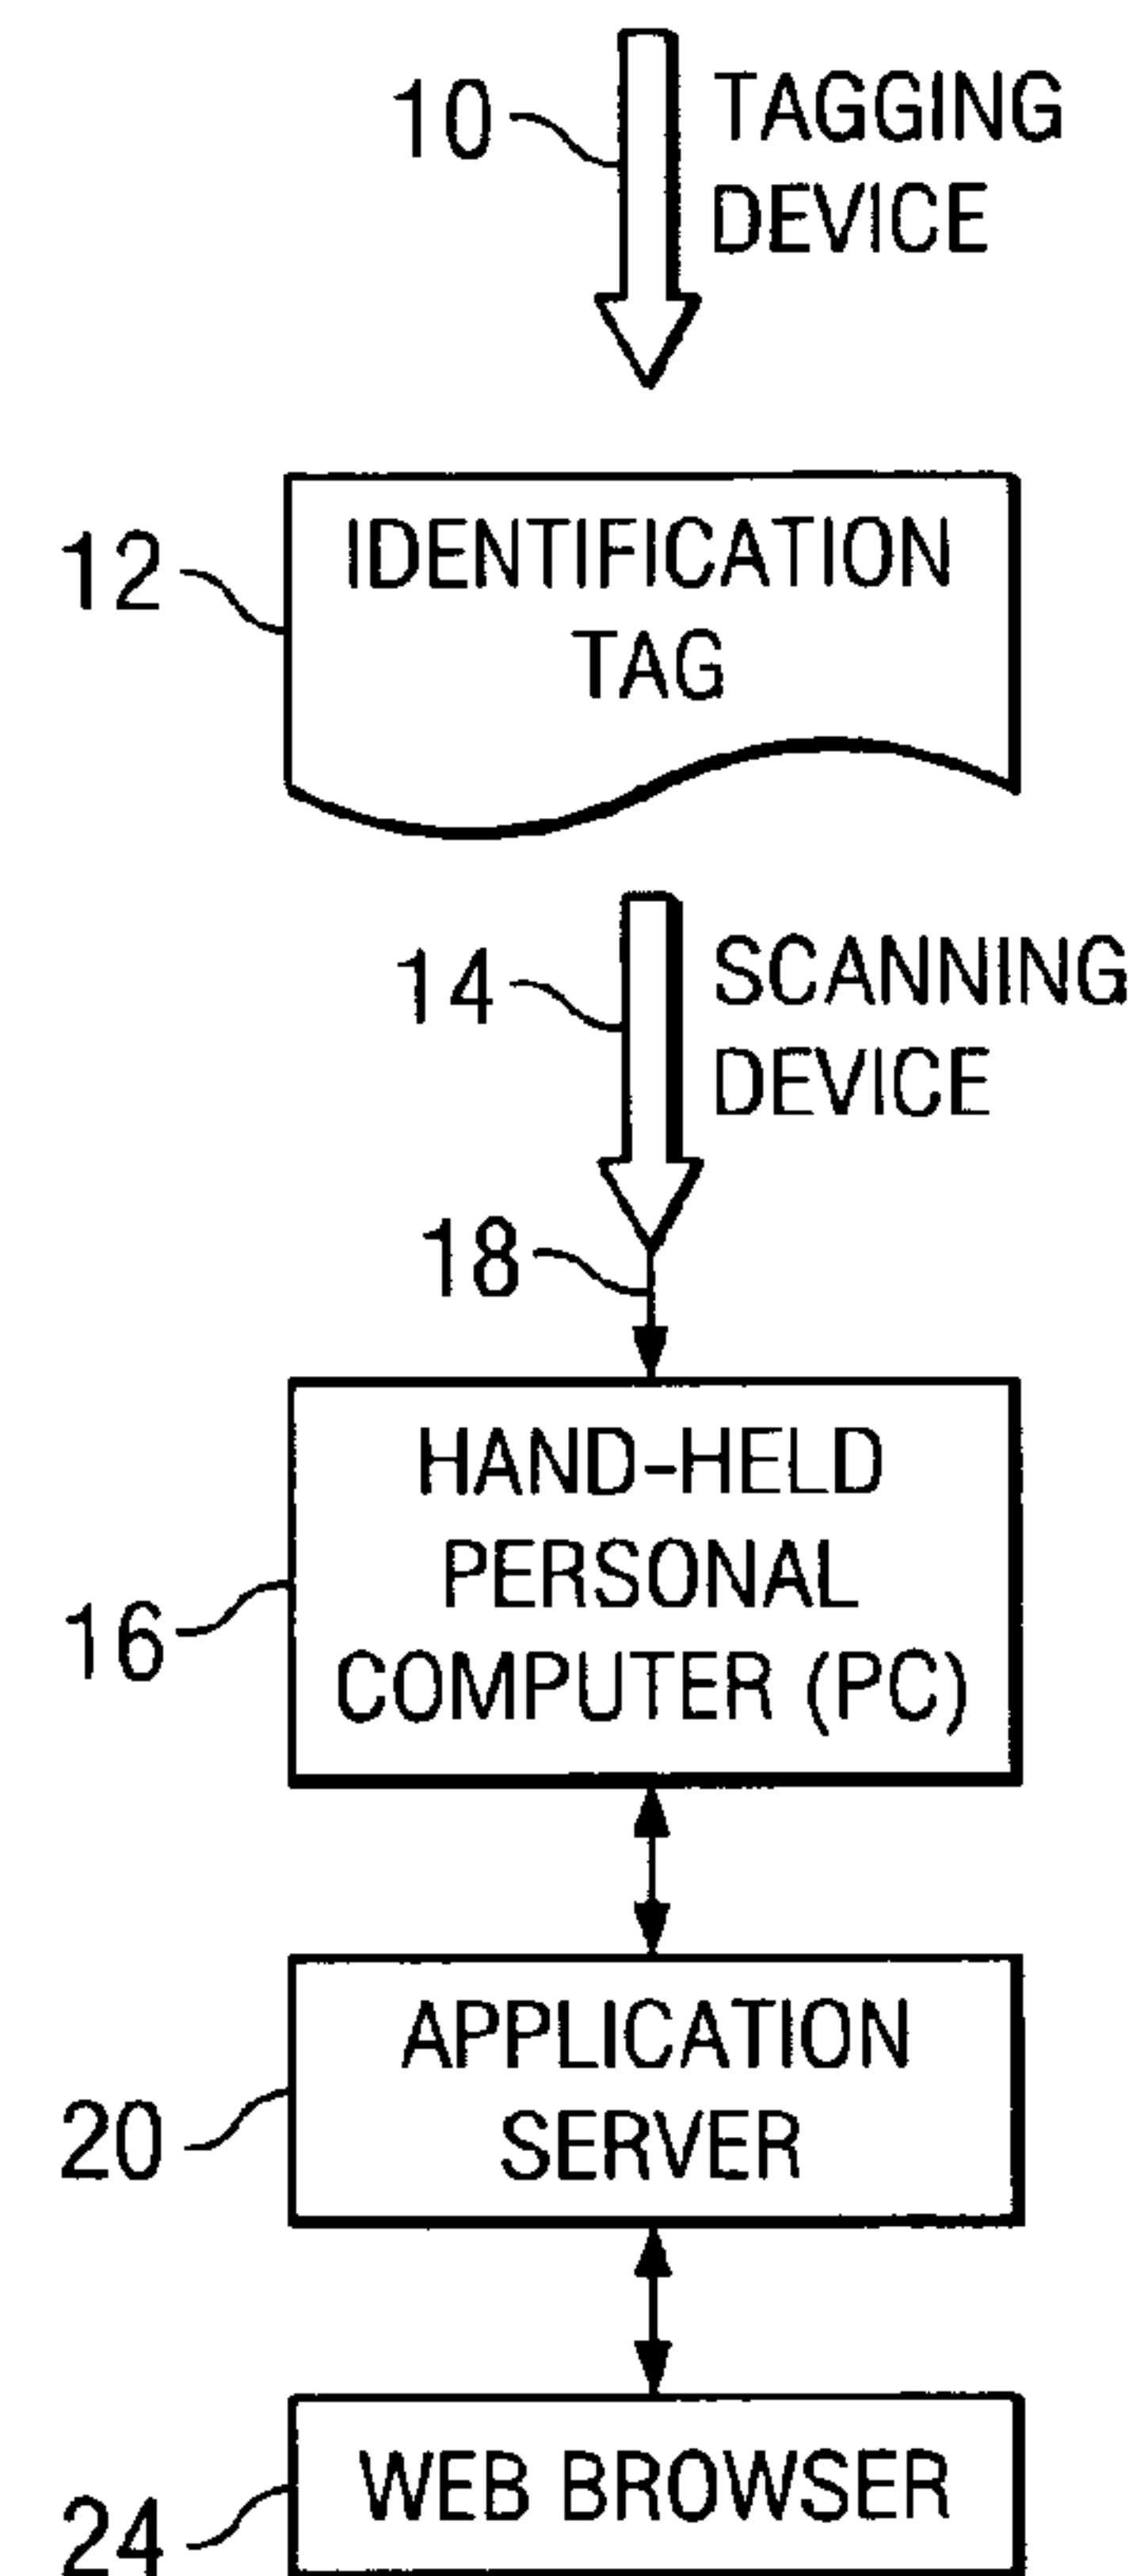 10 TAGGING
DEVICE
12 IDENTIFICATION
TAG
14 SCANNING
DEVICE
18
HAND-HELD
PERSONAL
16 COMPUTER (PC)
APPLICATION
20 SERVER
WEB BROWSER
24